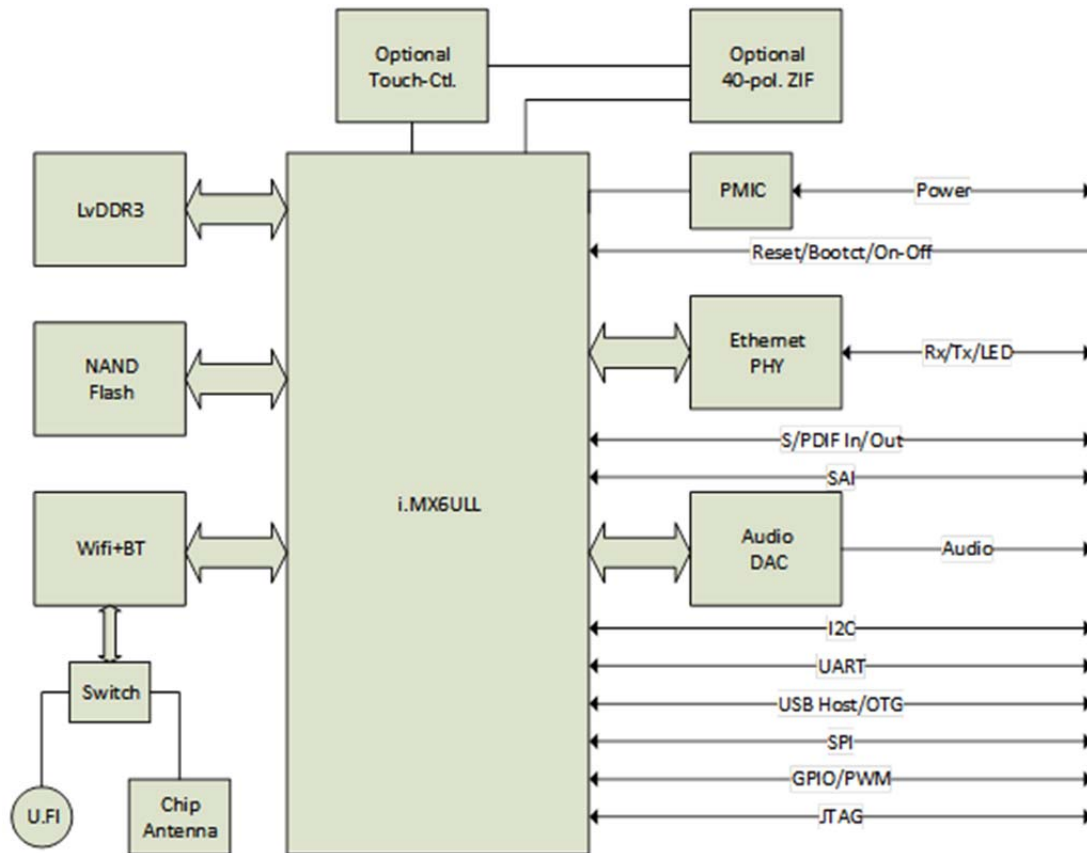 Optional
Touch-Ctl.
Optional
40-pol. ZIF
LvDDR3
PMIC
Power
Reset/Bootct/On-Off
NAND
Flash
Ethernet
PHY
Rx/Tx/LED
S/PDIF In/Out
SAI
i.MX6ULL
Wifi+BT
Audio
DAC
Audio
I2C
UART
Switch
USB Host/OTG
SPI
GPIO/PWM
JTAG
U.Fl
Chip
Antenna